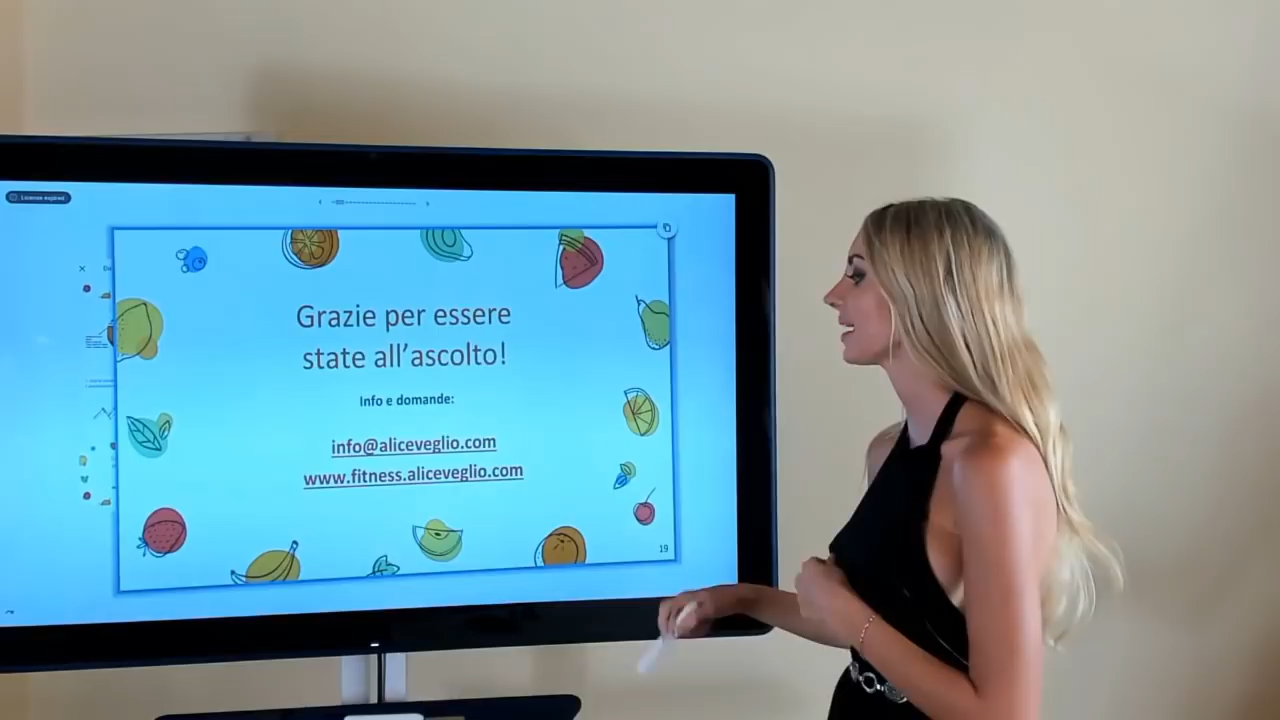 License expired
Grazie per essere
state all'ascolto!
Info e domande:
info@aliceveglio.com
www.fitness.aliceveglio.com
19